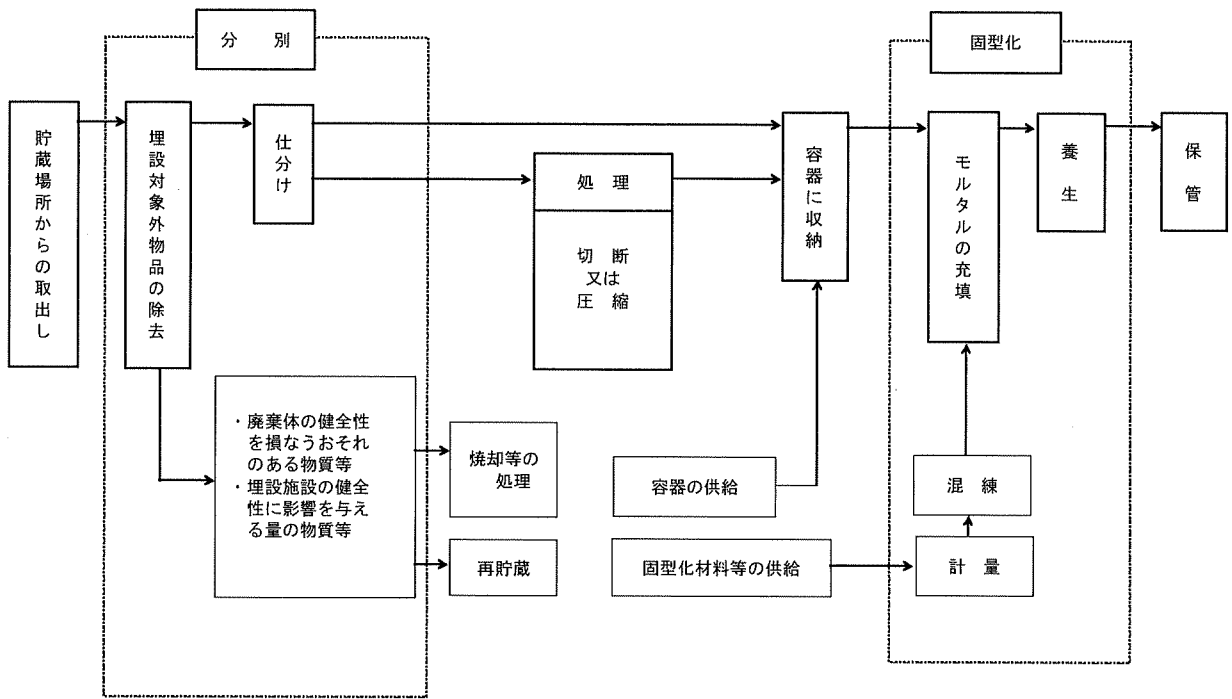 分　別
固型化
貯蔵場所からの取出し
埋設対象外物品の除去
仕分け
処　理
切　断
又は
圧　縮
容器に収納
モルタルの充填
養生
保管
・廃棄体の健全性
を損なうおそれ
のある物質等
・埋設施設の健全
性に影響を与え
る量の物質等
焼却等の
処理
再貯蔵
容器の供給
固型化材料等の供給
混　練
計　量